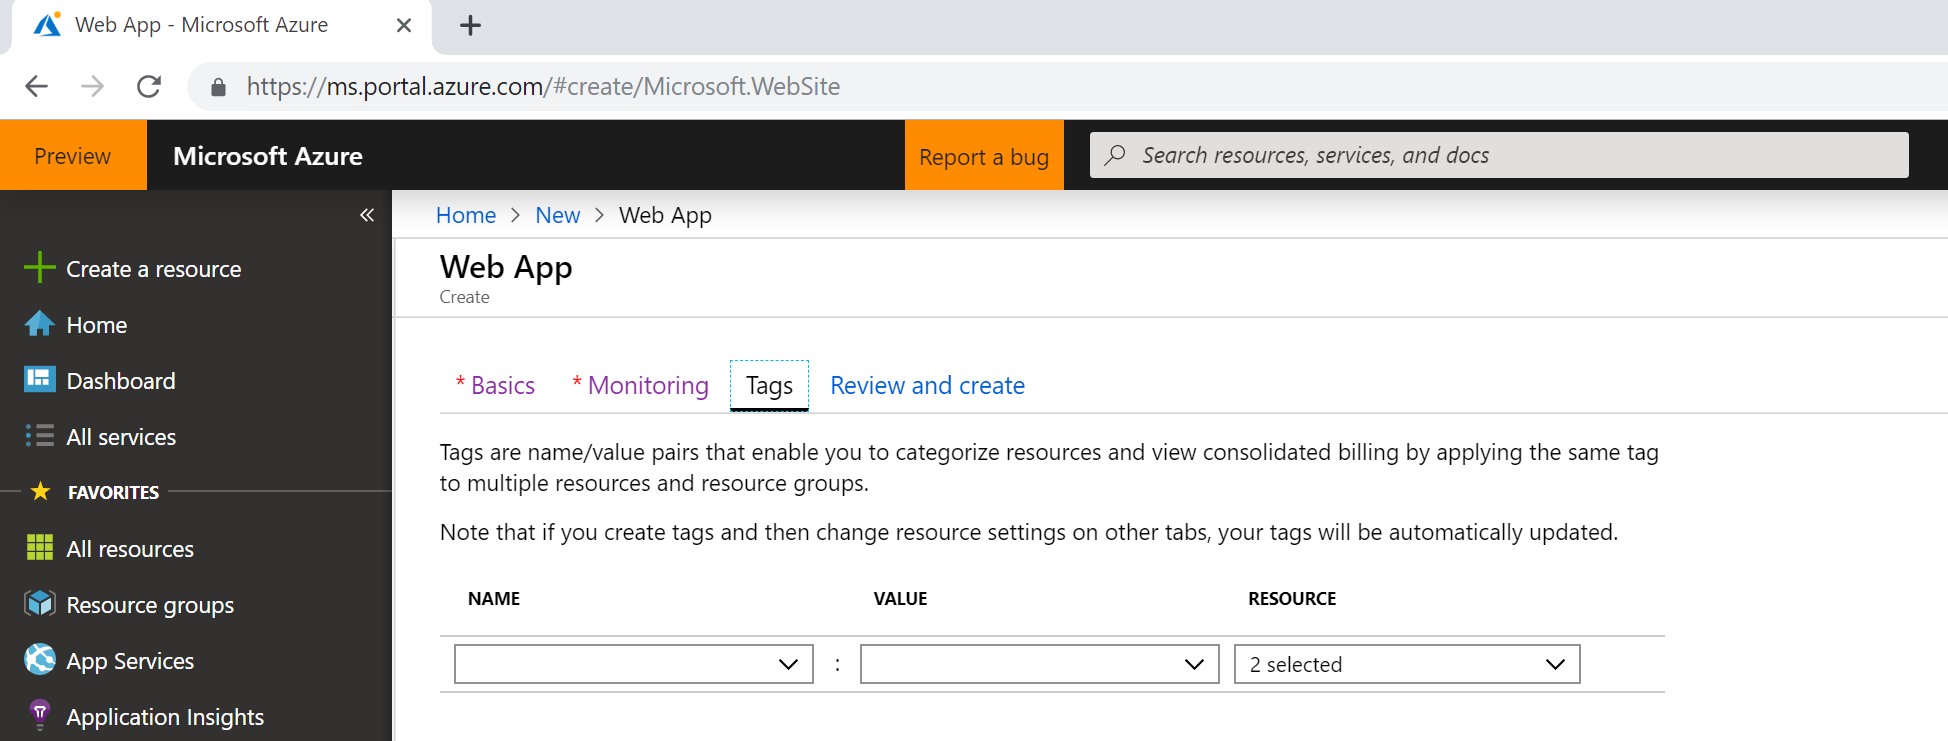 Web App - Microsoft Azure
https://ms.portal.azure.com/#create/Microsoft.WebSite
Preview
Microsoft Azure
Report a bug
Search resources, services, and docs
Home > New > Web App
Web App
Create
Create a resource
Home
Dashboard
All services
FAVORITES
All resources
Resource groups
App Services
Application Insights
* Basics * Monitoring Tags Review and create
Tags are name/value pairs that enable you to categorize resources and view consolidated billing by applying the same tag
to multiple resources and resource groups.
Note that if you create tags and then change resource settings on other tabs, your tags will be automatically updated.
NAME VALUE RESOURCE
: 2 selected